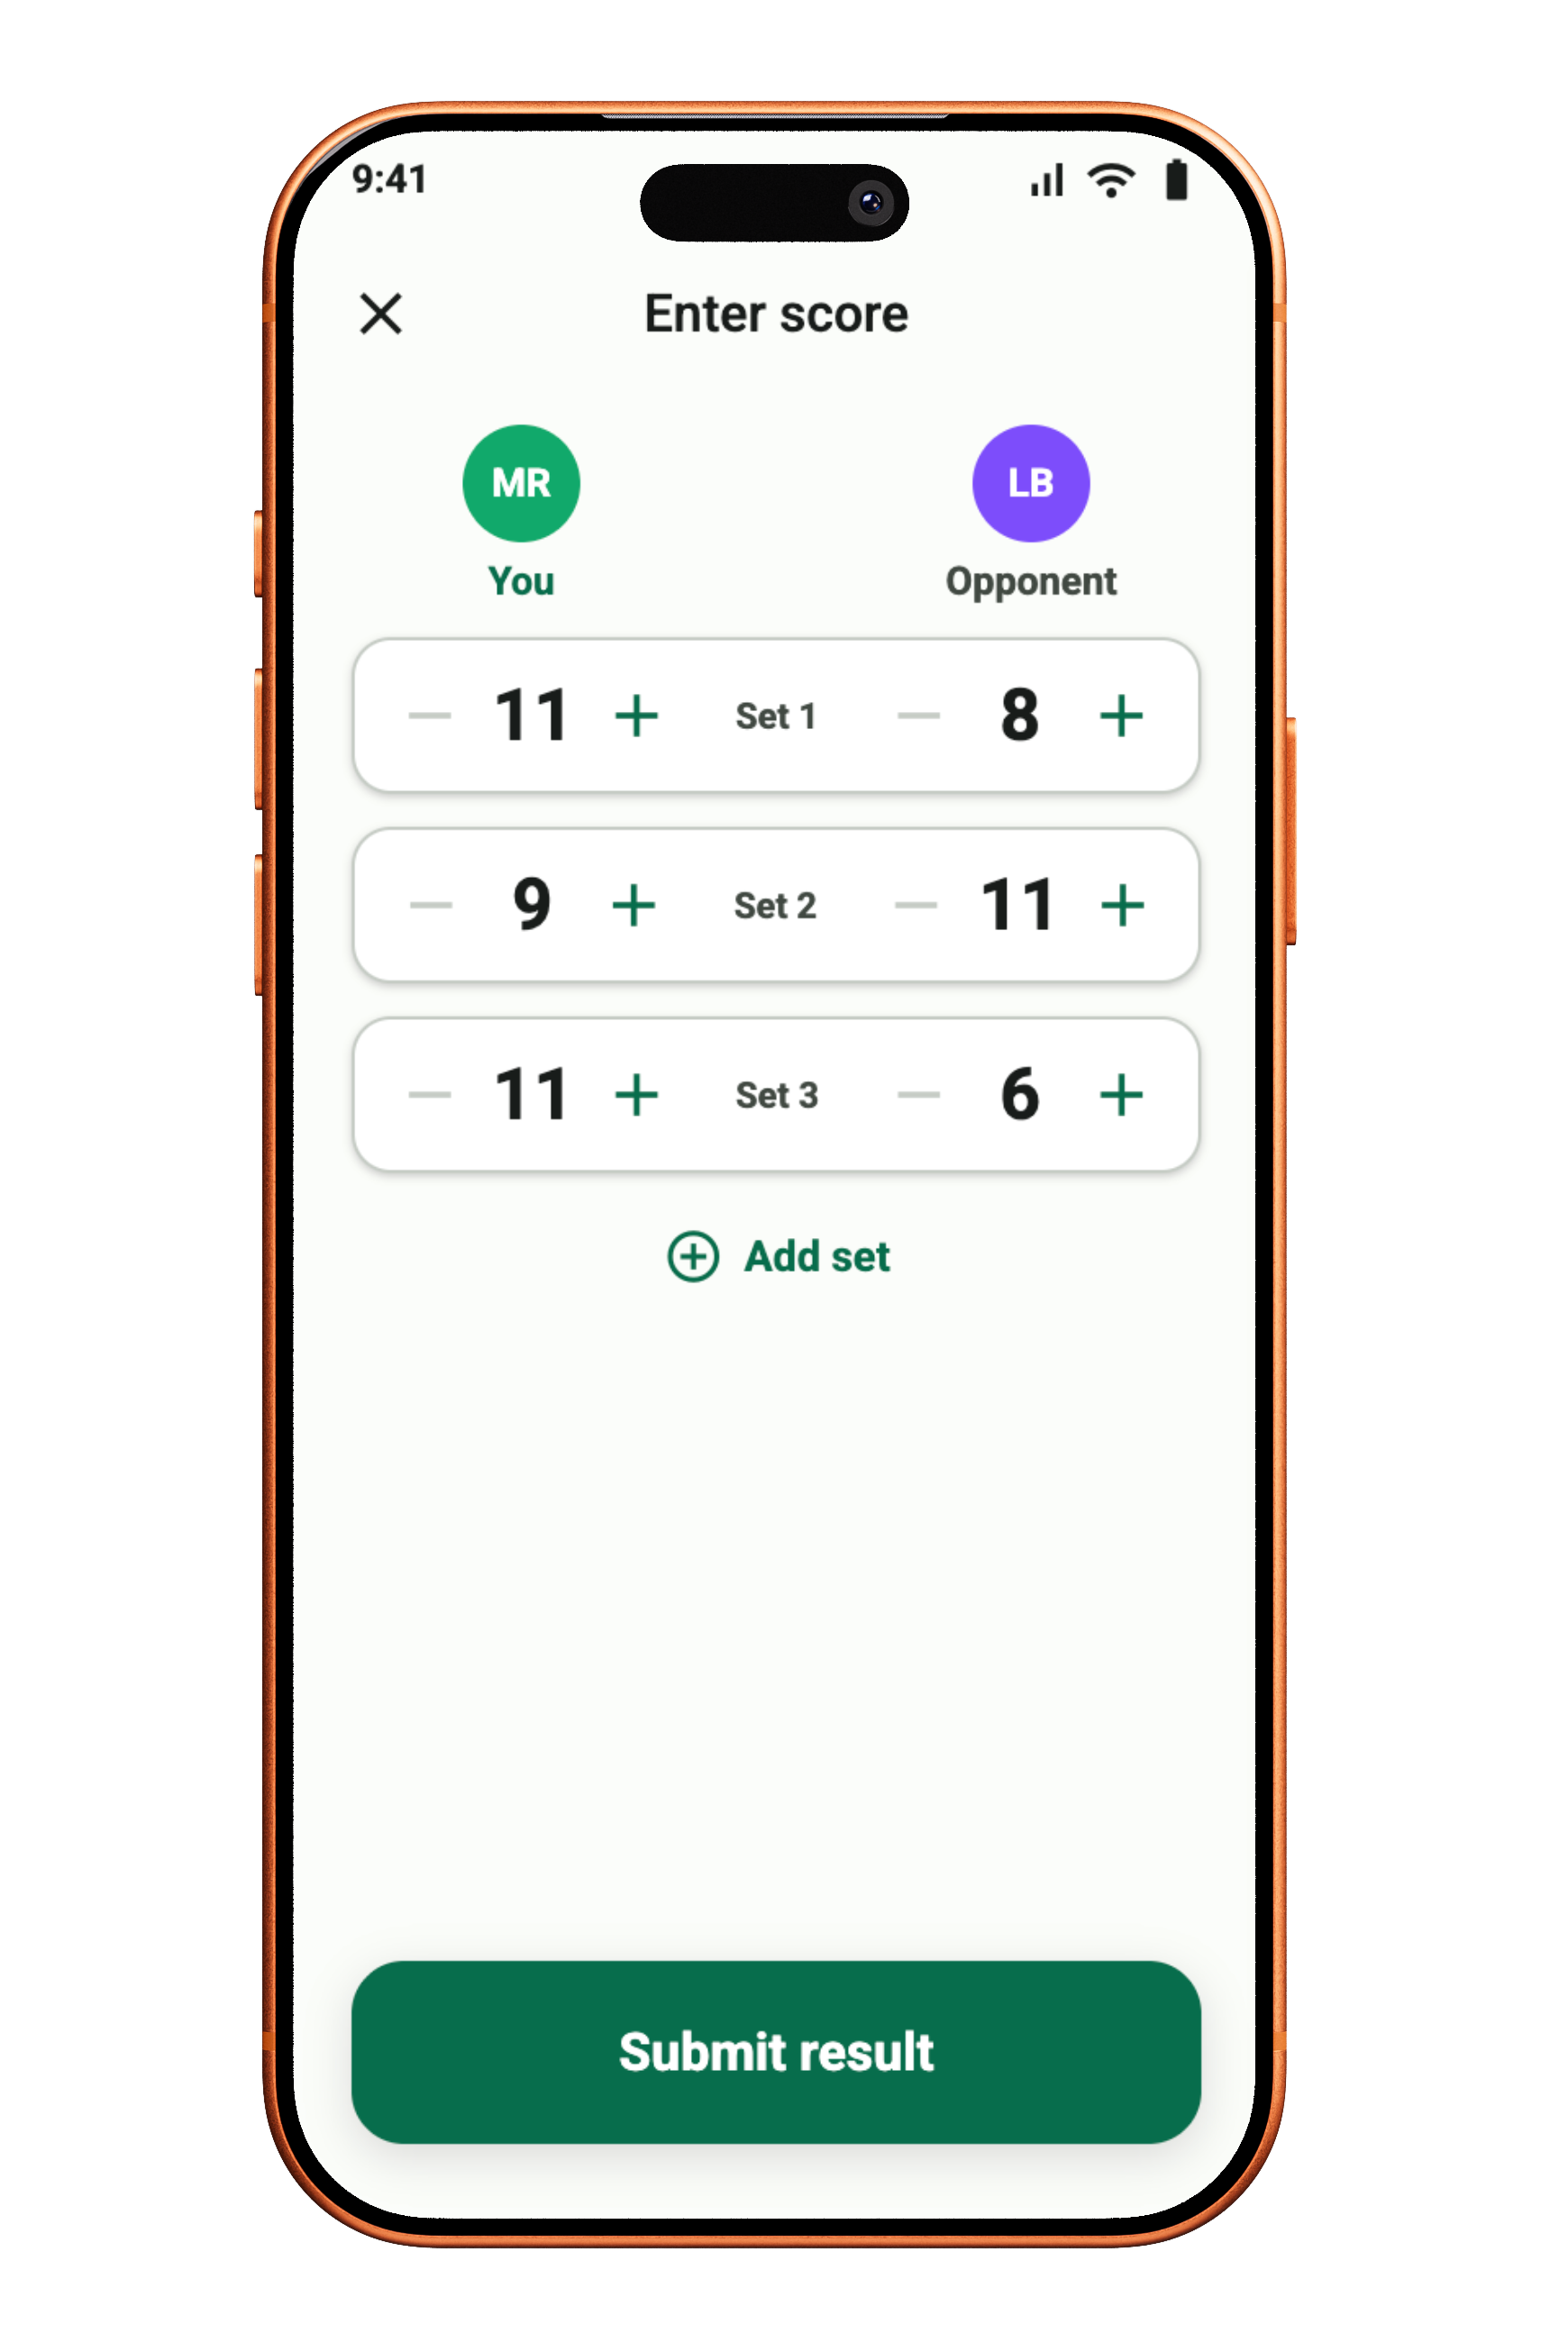 9:41
Enter score
MR
LB
You
Opponent
11 Set 1 8
9 Set 2 11
11 Set 3 6
Add set
Submit result